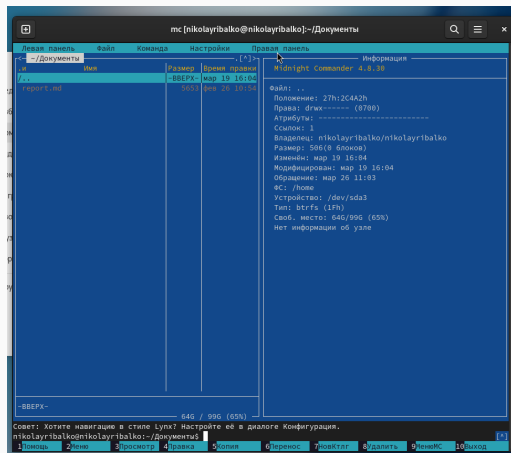 mc [nikolayribalko@nikolayribalko]:~/Документы
Левая панель Файл Команда Настройки Правая панель
<— ~/Документы —.[^]>
.и Имя Размер Время правки
/.. -ВВЕРХ- мар 19 16:04
report.md 5653 фев 26 10:54
-ВВЕРХ-
64G / 99G (65%)
Информация
Midnight Commander 4.8.30
Файл: ..
Положение: 27h:2C4A2h
Права: drwx------ (0700)
Атрибуты: --------------------------
Ссылок: 1
Владелец: nikolayribalko/nikolayribalko
Размер: 506(0 блоков)
Изменён: мар 19 16:04
Модифицирован: мар 19 16:04
Обращение: мар 26 11:03
ФС: /home
Устройство: /dev/sda3
Тип: btrfs (1Fh)
Своб. место: 64G/99G (65%)
Нет информации об узле
Совет: Хотите навигацию в стиле Lynx? Настройте её в диалоге Конфигурация.
nikolayribalko@nikolayribalko:~/Документы$ [^]
1Помощь 2Меню 3Просмотр 4Правка 5Копия 6Перенос 7НовКтлг 8Удалить 9МенюMC 10Выход